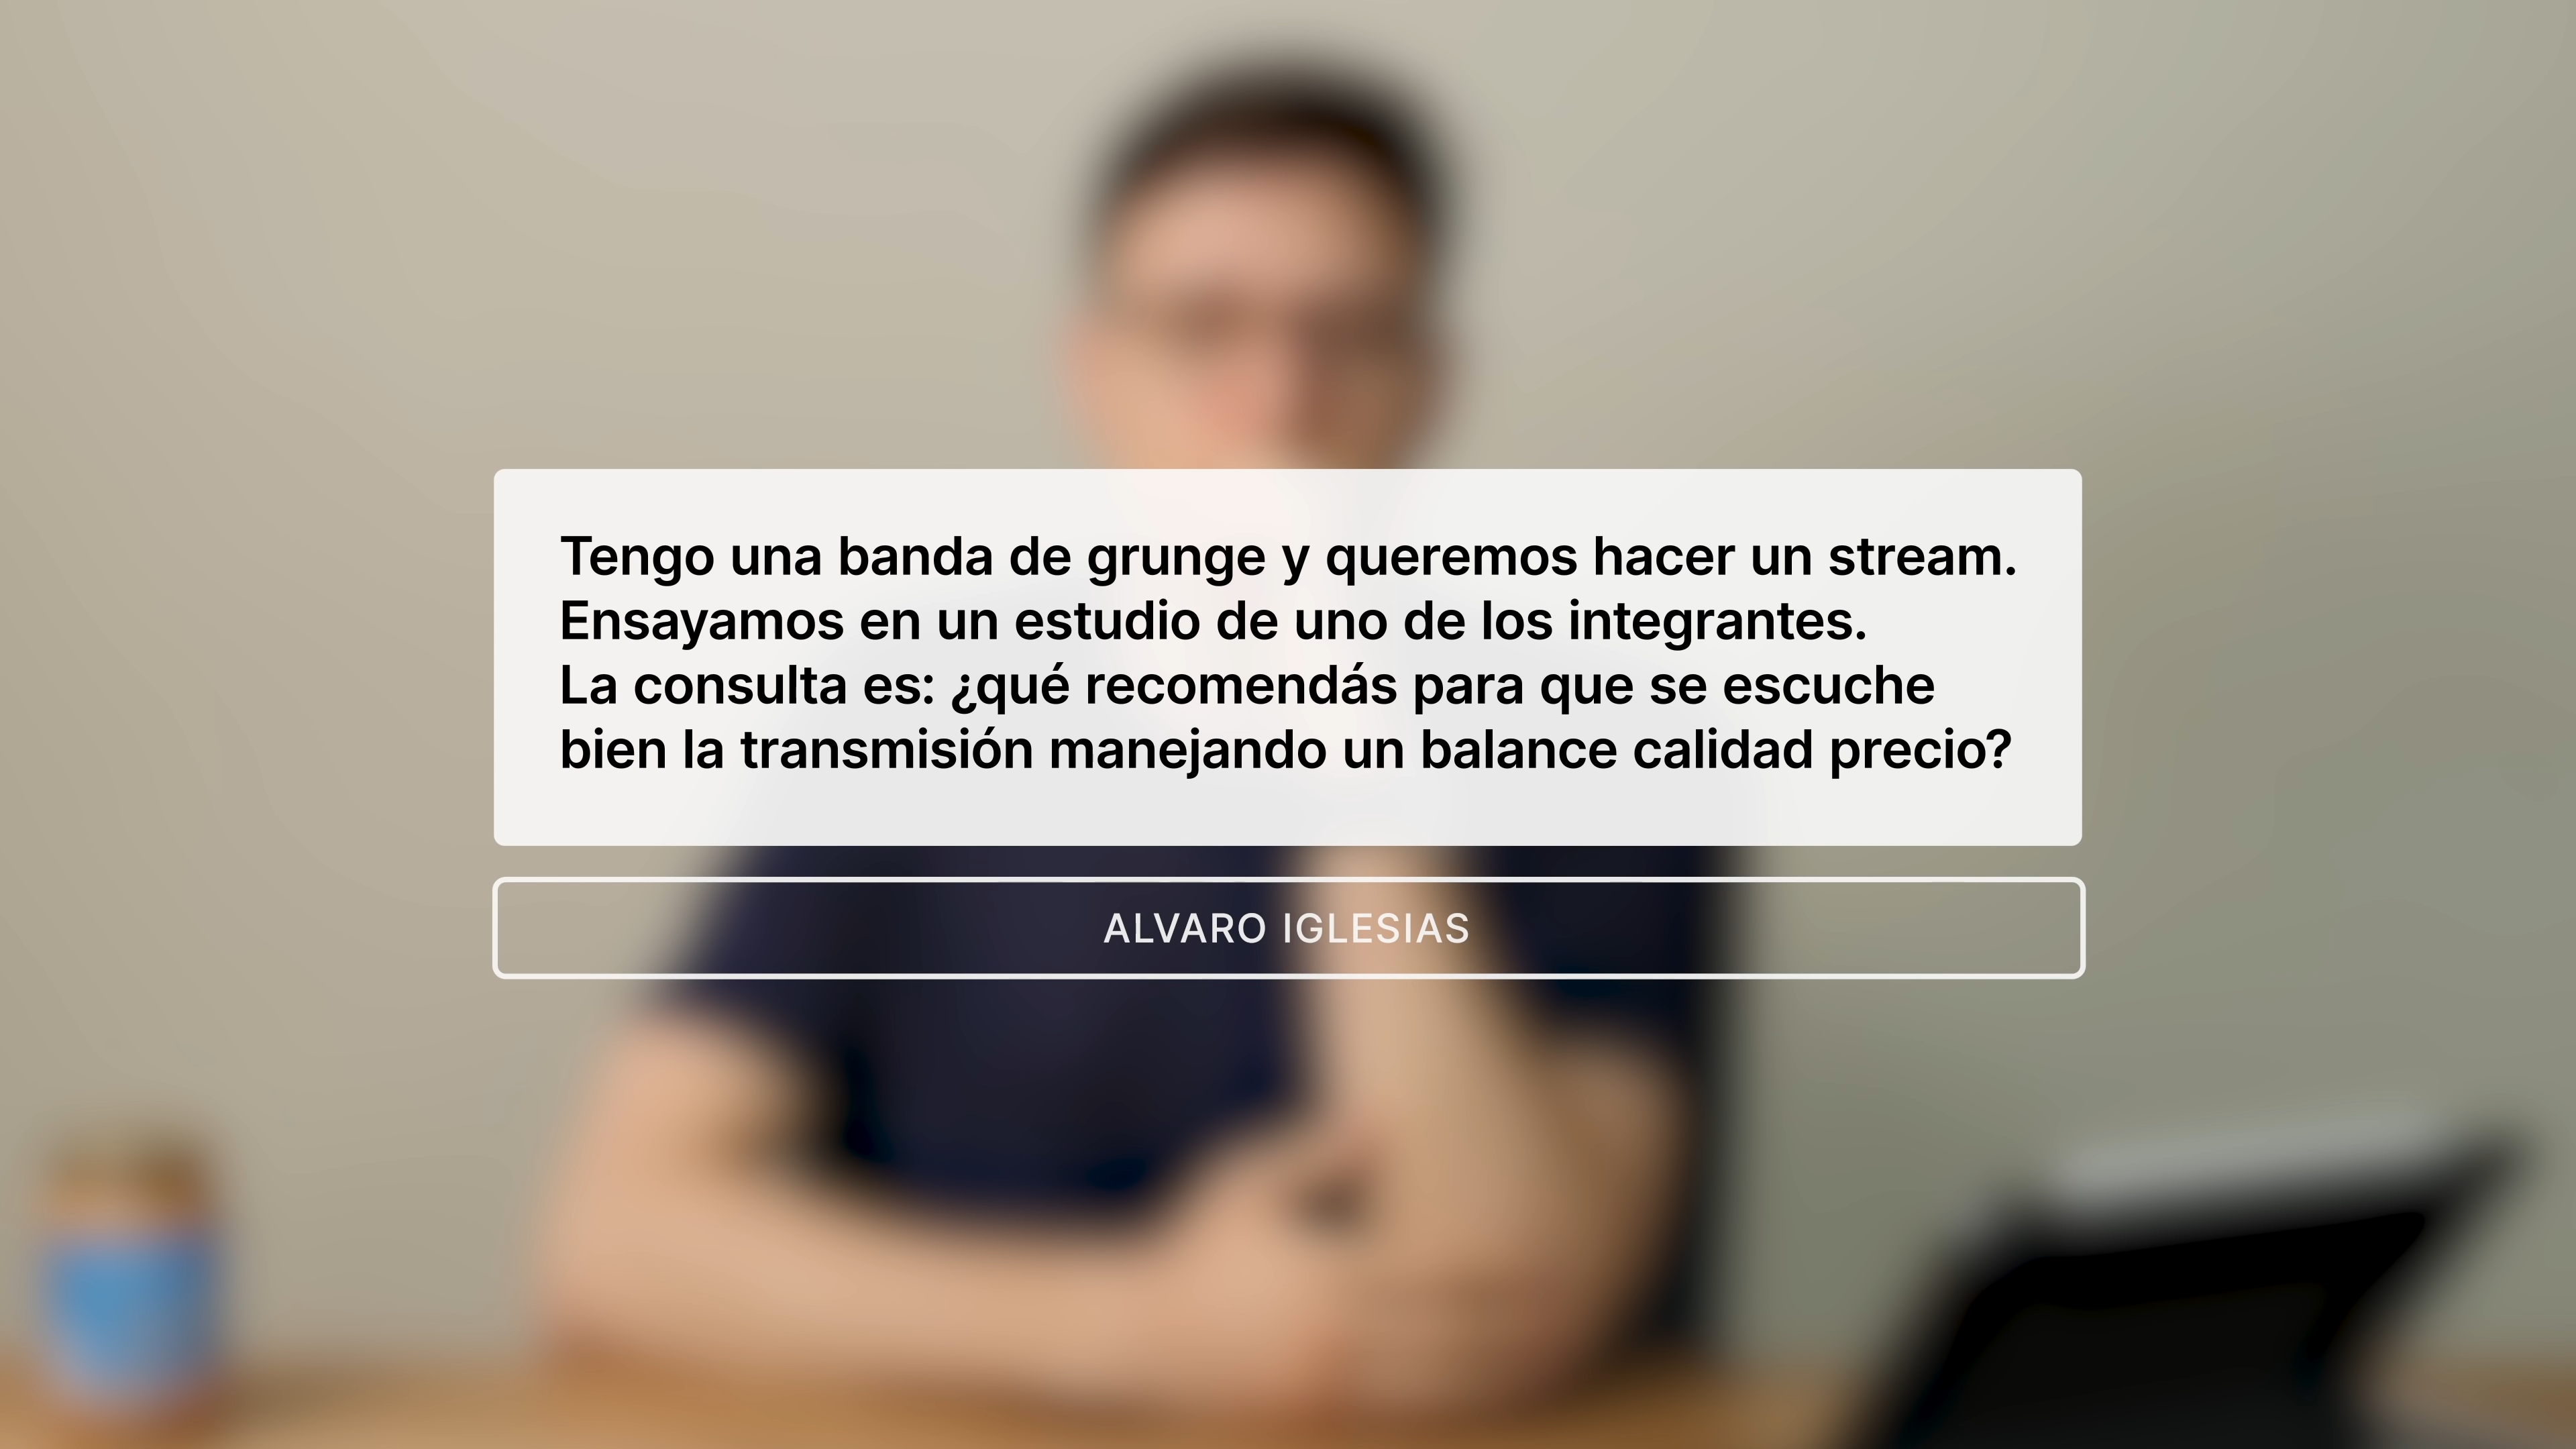 Tengo una banda de grunge y queremos hacer un stream.
Ensayamos en un estudio de uno de los integrantes.
La consulta es: ¿qué recomendás para que se escuche
bien la transmisión manejando un balance calidad precio?
ALVARO IGLESIAS